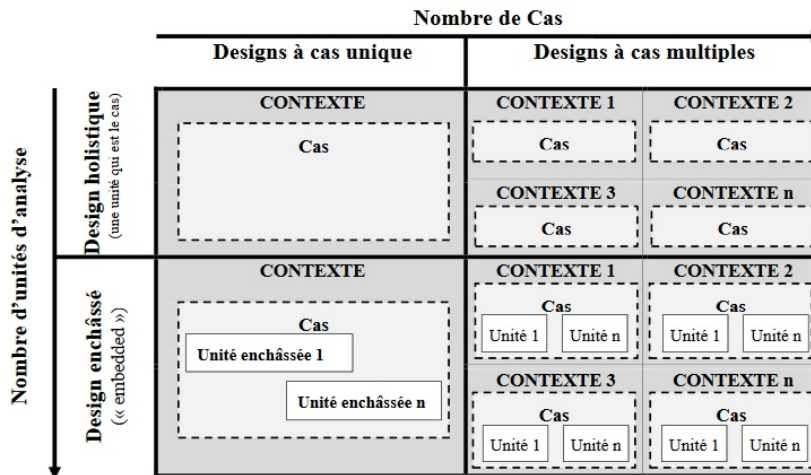 Nombre de Cas
Designs à cas unique
Designs à cas multiples
Nombre d'unités d'analyse
Design holistique
(une unité qui est le cas)
CONTEXTE
Cas
CONTEXTE 1
Cas
CONTEXTE 2
Cas
CONTEXTE 3
Cas
CONTEXTE n
Cas
Design enchâssé
(« embedded »)
CONTEXTE
Cas
Unité enchâssée 1
Unité enchâssée n
CONTEXTE 1
Cas
Unité 1
Unité n
CONTEXTE 2
Cas
Unité 1
Unité n
CONTEXTE 3
Cas
Unité 1
Unité n
CONTEXTE n
Cas
Unité 1
Unité n